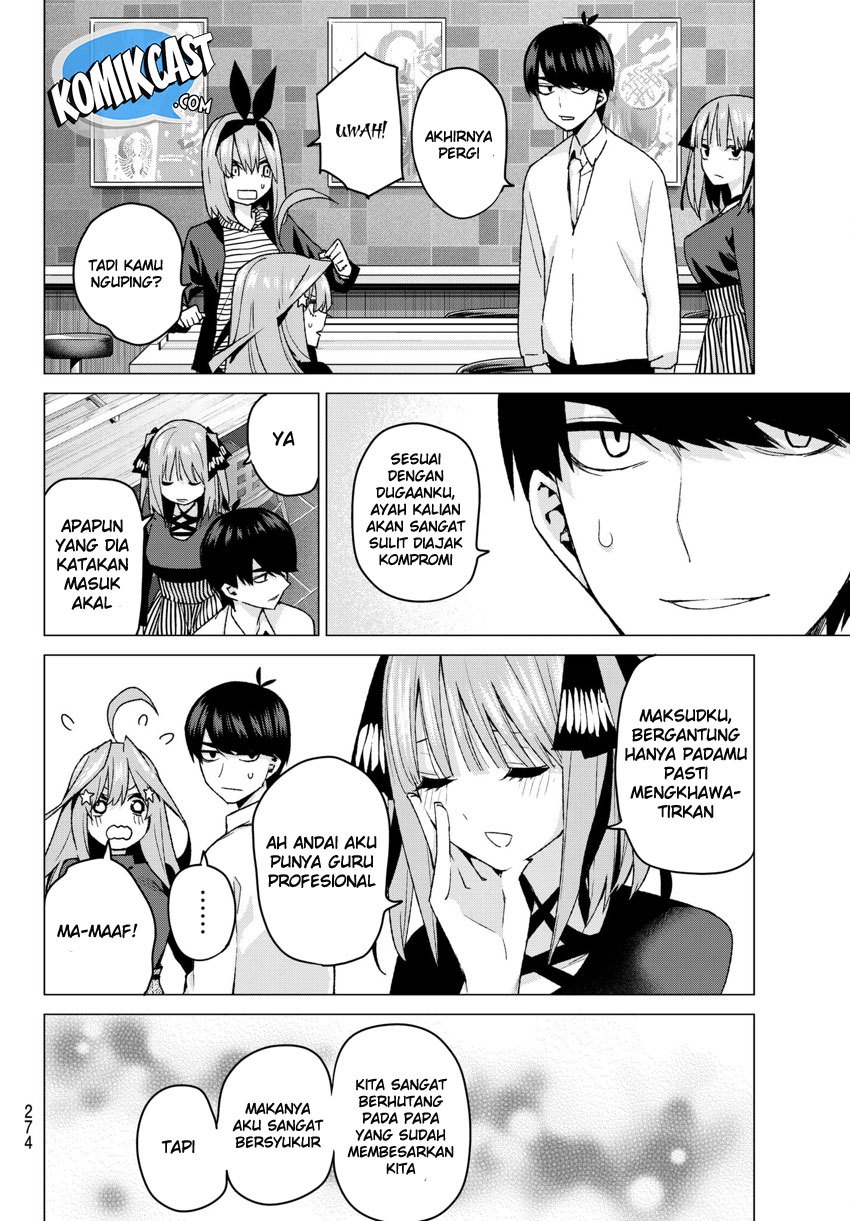 KOMIKCAST
.COM
AKHIRNYA
PERGI
UWAH!
TADI KAMU
NGUPING?
SESUAI
DENGAN
DUGAANKU,
AYAH KALIAN
AKAN SANGAT
SULIT DIAJAK
KOMPROMI
YA
APAPUN
YANG DIA
KATAKAN
MASUK
AKAL
MAKSUDKU,
BERGANTUNG
HANYA PADAMU
PASTI
MENGKHAWA-
TIRKAN
AH ANDAI AKU
PUNYA GURU
PROFESIONAL
......
MA-MAAF!
KITA SANGAT
BERHUTANG
PADA PAPA
YANG SUDAH
MEMBESARKAN
KITA
MAKANYA
AKU SANGAT
BERSYUKUR
TAPI
274